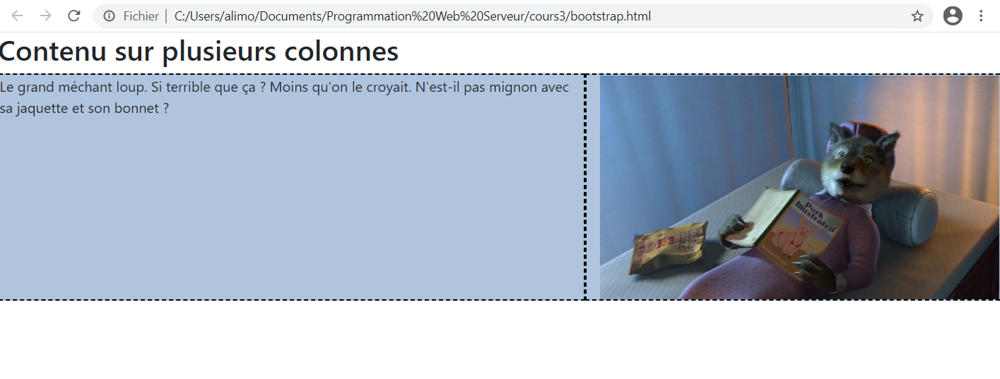 Fichier | C:/Users/alimo/Documents/Programmation%20Web%20Serveur/cours3/bootstrap.html
Contenu sur plusieurs colonnes
Le grand méchant loup. Si terrible que ça ? Moins qu'on le croyait. N'est-il pas mignon avec
sa jaquette et son bonnet ?
Pork
Illustrated